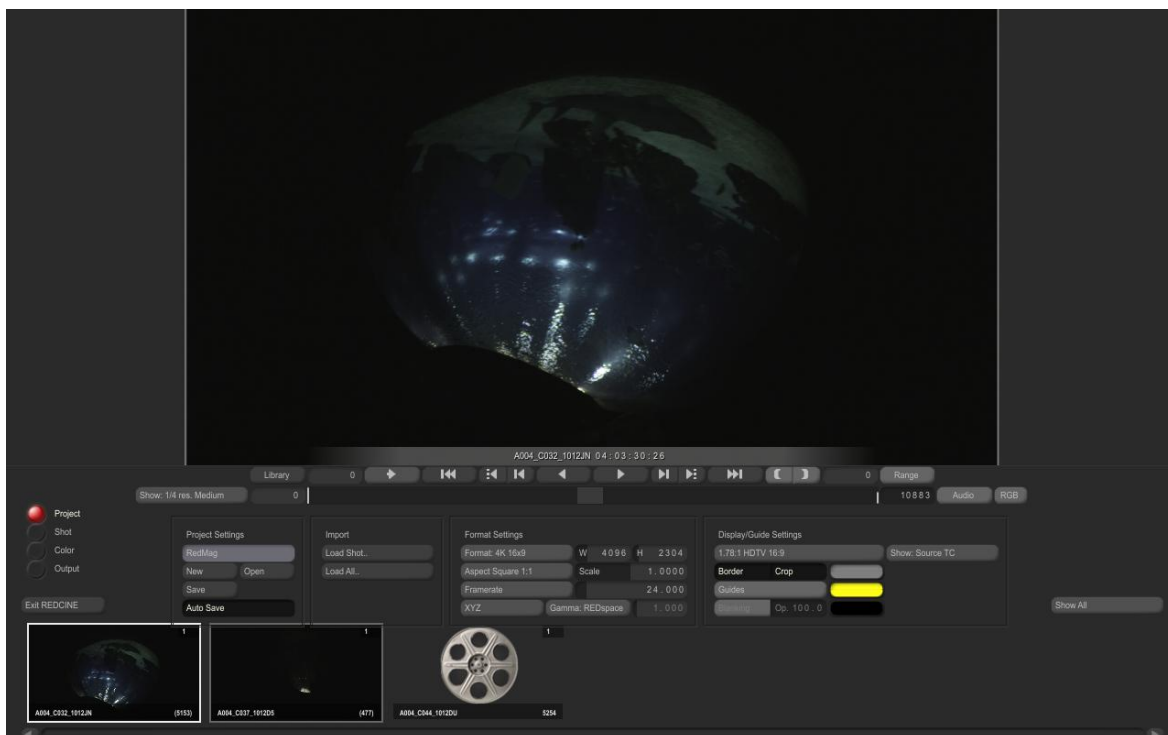 A004_C032_1012JN 04:03:30:26
Library 0 0 Range
Show: 1/4 res. Medium 0 10883 Audio RGB
Project
Shot
Color
Output
Exit REDCINE
Project Settings
RedMag
New Open
Save
Auto Save
Import
Load Shot..
Load All..
Format Settings
Format: 4K 16x9 W 4096 H 2304
Aspect Square 1:1 Scale 1.0000
Framerate 24.000
XYZ Gamma: REDspace 1.000
Display/Guide Settings
1.78:1 HDTV 16:9 Show: Source TC
Border Crop
Guides
Blanking Op. 100.0
Show All
1
A004_C032_1012JN (5153)
1
A004_C037_1012D5 (477)
1
A004_C044_1012DU 5254